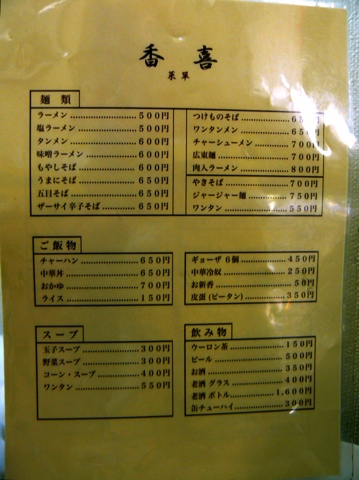 香喜
菜單
麺類
ラーメン 500円
塩ラーメン 500円
タンメン 600円
味噌ラーメン 600円
もやしそば 600円
うまにそば 650円
五目そば 650円
ザーサイ辛子そば 650円
つけものそば 650円
ワンタンメン 650円
チャーシューメン 700円
広東麺 700円
肉入ラーメン 800円
やきそば 700円
ジャージャー麺 750円
ワンタン 550円
ご飯物
チャーハン 650円
中華丼 650円
おかゆ 700円
ライス 150円
ギョーザ 6個 450円
中華冷奴 250円
お新香 50円
皮蛋 (ピータン) 350円
スープ
玉子スープ 300円
野菜スープ 300円
コーン・スープ 400円
ワンタン 550円
飲み物
ウーロン茶 150円
ビール 500円
お酒 350円
老酒 グラス 400円
老酒 ボトル 1,600円
缶チューハイ 300円